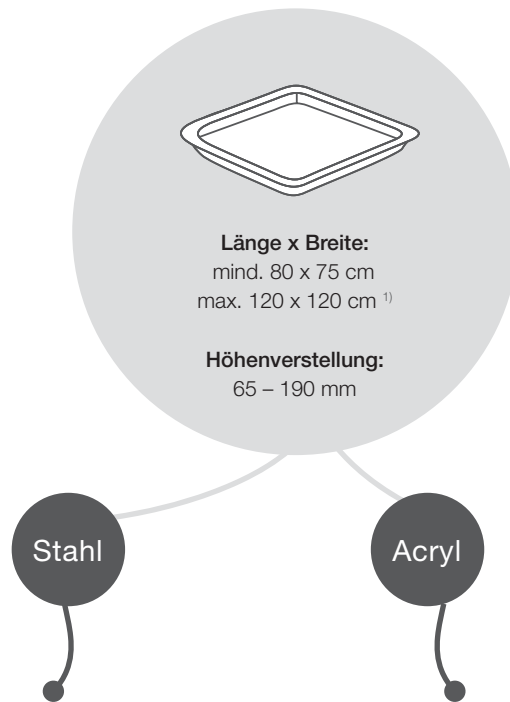 Länge x Breite:
mind. 80 x 75 cm
max. 120 x 120 cm ¹⁾
Höhenverstellung:
65 – 190 mm
Stahl
Acryl